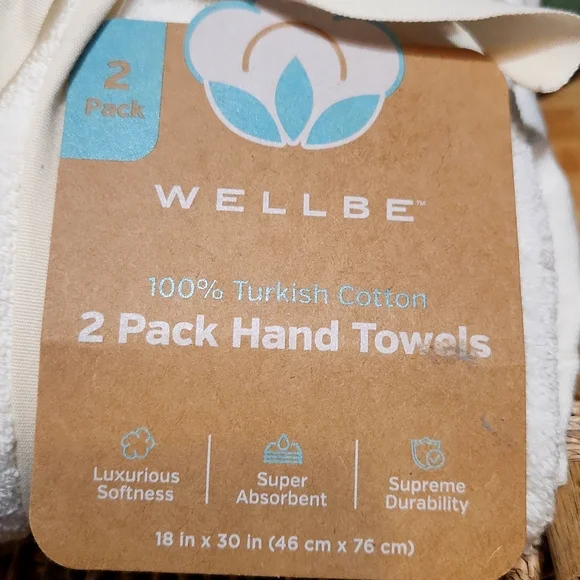 2
Pack
WELLBE™
100% Turkish Cotton
2 Pack Hand Towels
Luxurious
Softness
Super
Absorbent
Supreme
Durability
18 in x 30 in (46 cm x 76 cm)